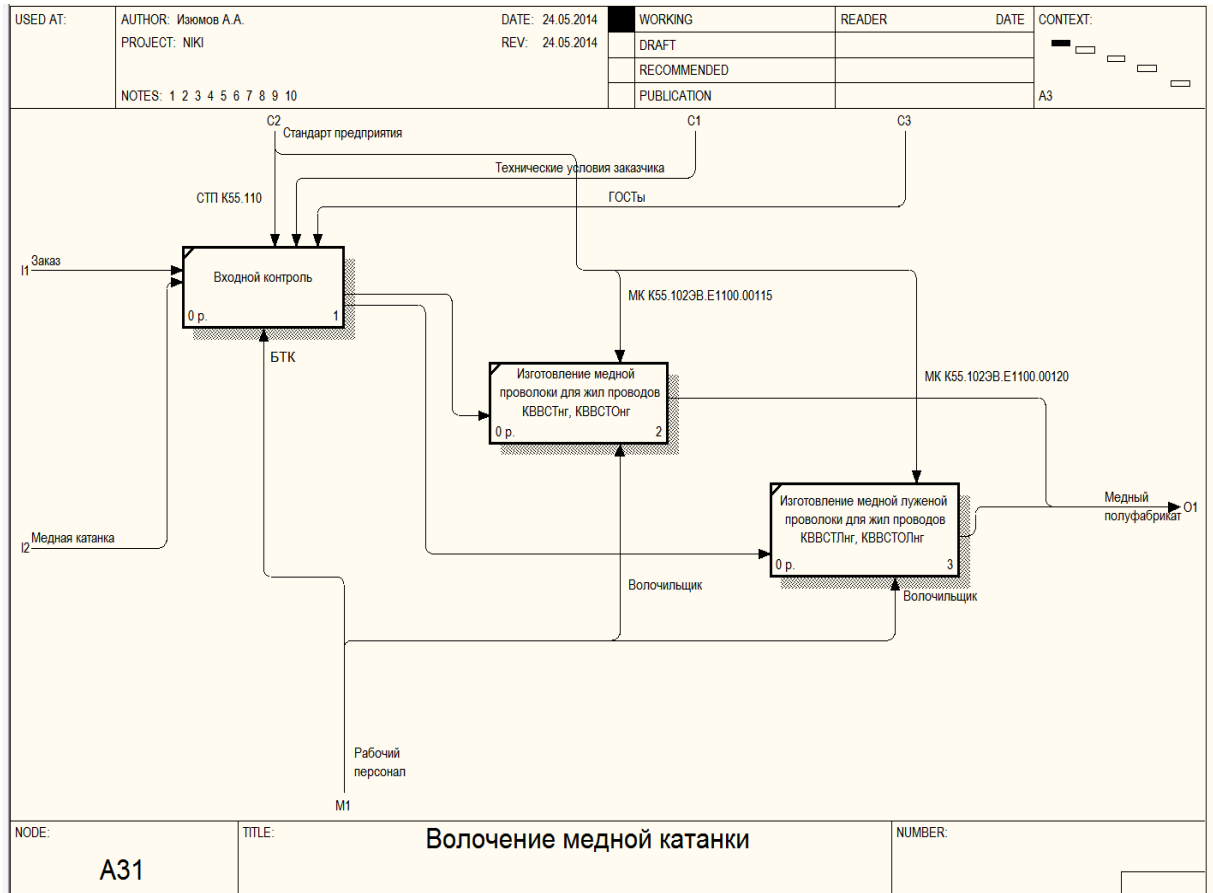 USED AT:
AUTHOR: Изюмов А.А.
DATE: 24.05.2014
PROJECT: NIKI
REV: 24.05.2014
NOTES: 1 2 3 4 5 6 7 8 9 10
WORKING
DRAFT
RECOMMENDED
PUBLICATION
READER
DATE
CONTEXT:
A3
C2
Стандарт предприятия
C1
C3
Технические условия заказчика
СТП К55.110
ГОСТы
I1
Заказ
Входной контроль
0 р.
1
БТК
МК К55.102ЭВ.Е1100.00115
Изготовление медной
проволоки для жил проводов
КВВСТнг, КВВСТОнг
0 р.
2
МК К55.102ЭВ.Е1100.00120
Изготовление медной луженой
проволоки для жил проводов
КВВСТЛнг, КВВСТОЛнг
0 р.
3
Медный
полуфабрикат
O1
I2
Медная катанка
Волочильщик
Волочильщик
Рабочий
персонал
M1
NODE:
A31
TITLE:
Волочение медной катанки
NUMBER: